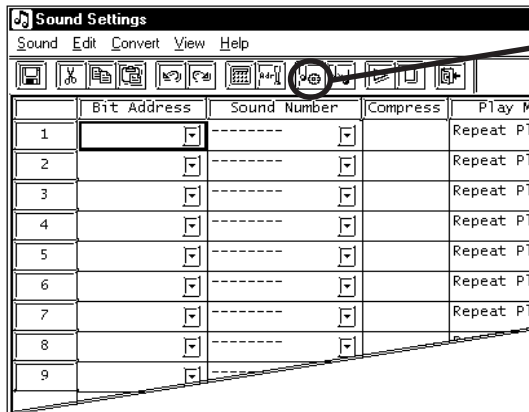 Sound Settings
Sound Edit Convert View Help
Bit Address Sound Number Compress Play M
1 -------- Repeat Pl
2 -------- Repeat Pl
3 -------- Repeat Pl
4 -------- Repeat Pl
5 -------- Repeat Pl
6 -------- Repeat Pl
7 -------- Repeat Pl
8 --------
9